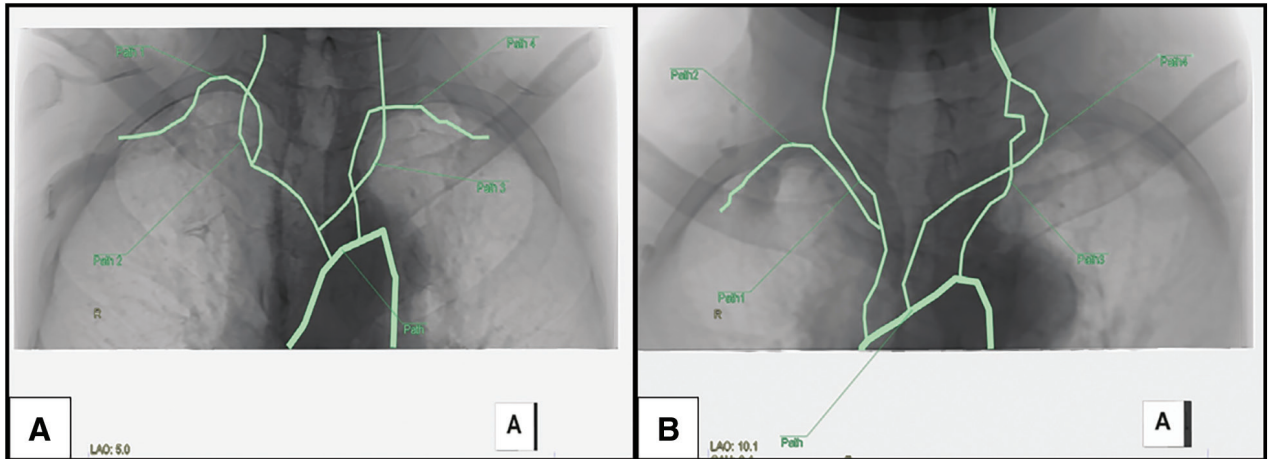 Path 1
Path 4
Path 3
Path 2
R
Path
A
A
LAO: 5.0
Path2
Path4
Path3
Path1
R
A
B
Path
LAO: 10.1